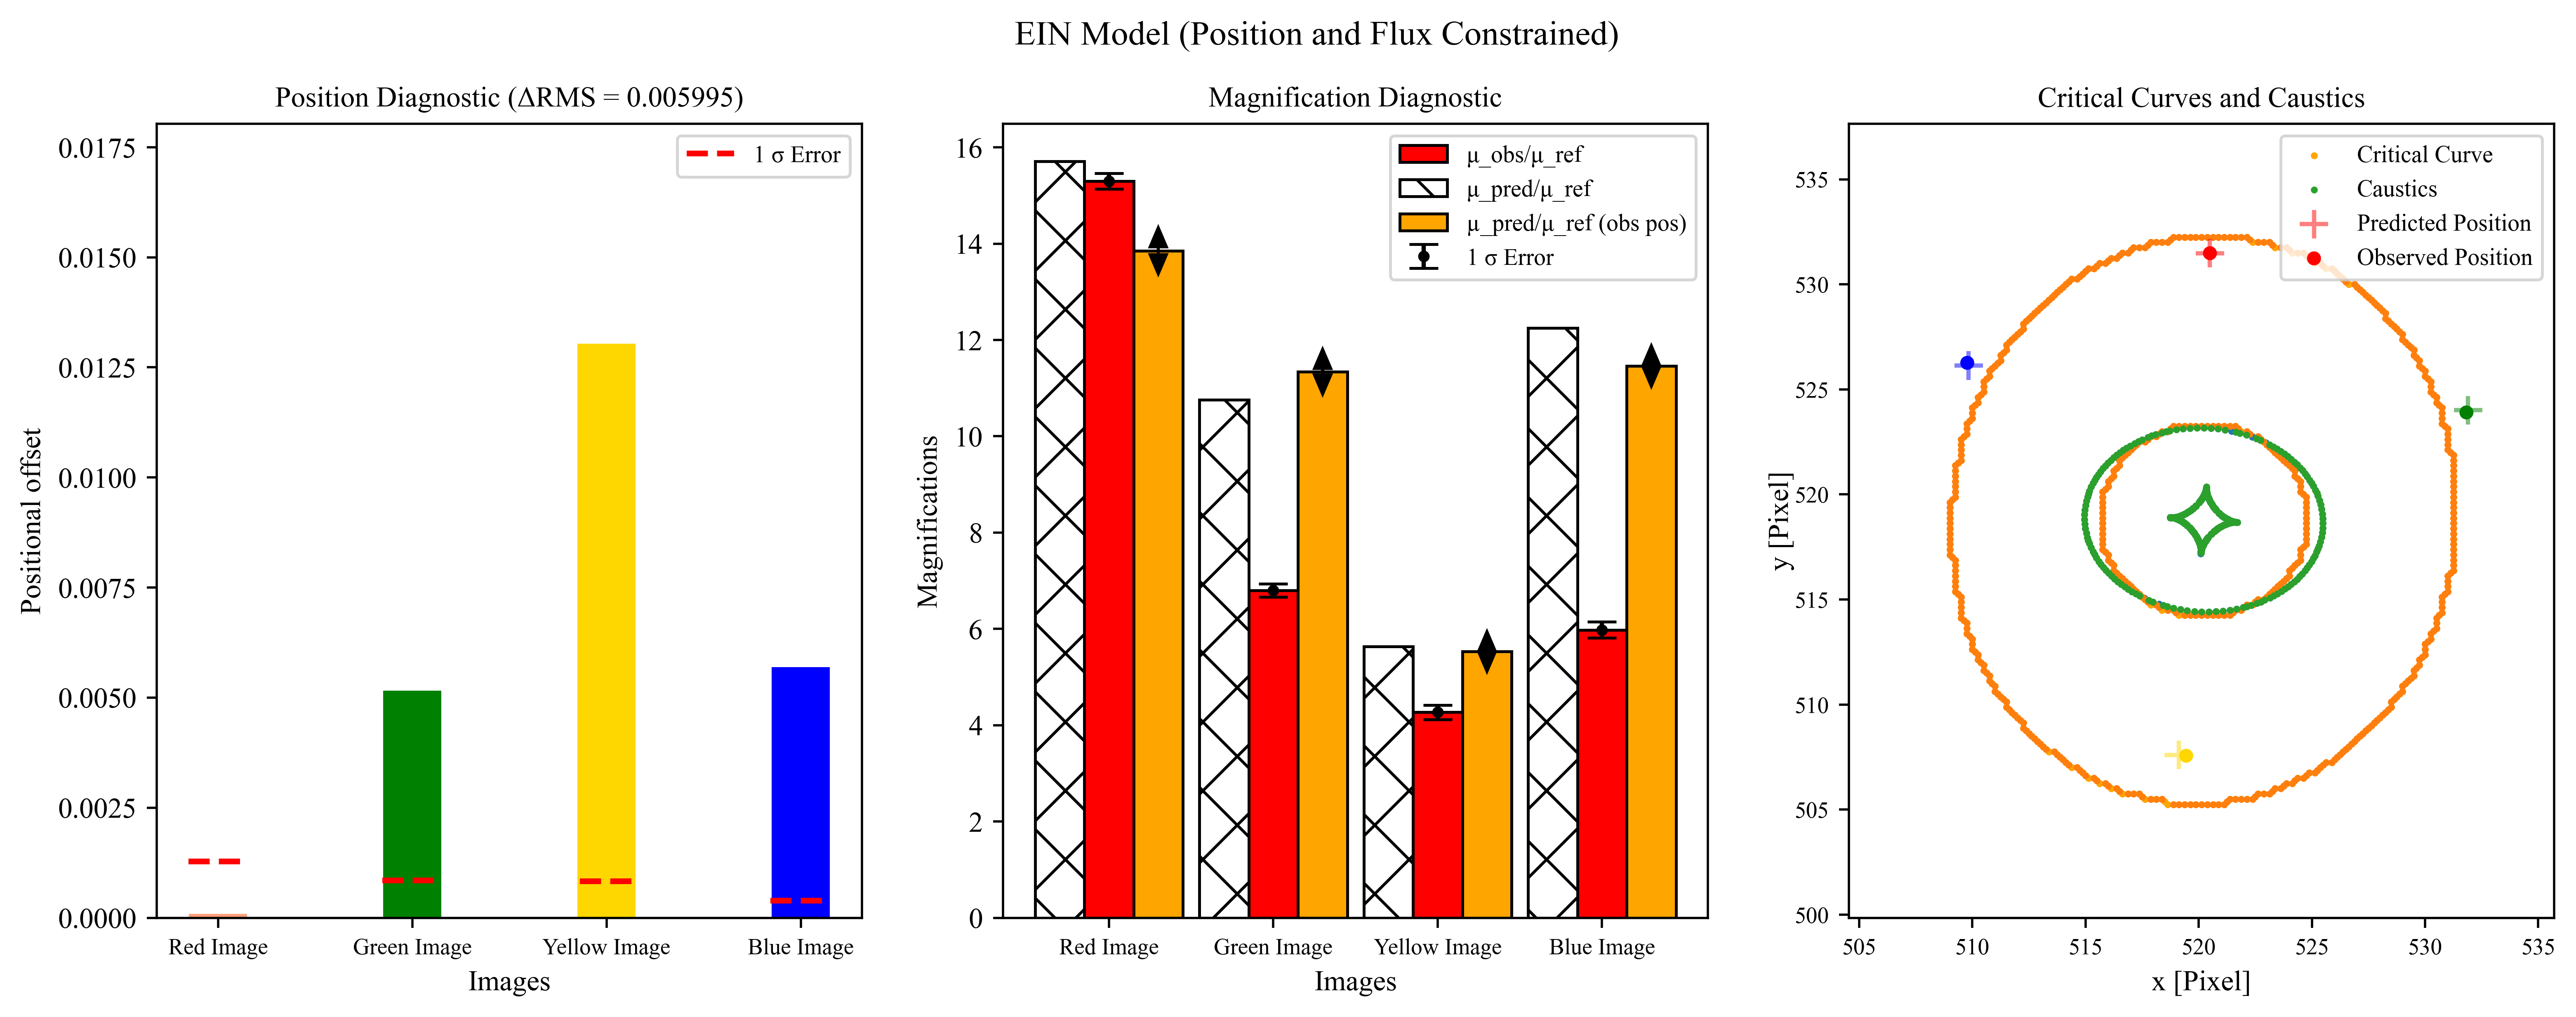 EIN Model (Position and Flux Constrained)
Position Diagnostic (ΔRMS = 0.005995)
0.0175
0.0150
0.0125
0.0100
0.0075
0.0050
0.0025
0.0000
Positional offset
1 σ Error
Red Image
Green Image
Yellow Image
Blue Image
Images
Magnification Diagnostic
16
14
12
10
8
6
4
2
0
Magnifications
μ_obs/μ_ref
μ_pred/μ_ref
μ_pred/μ_ref (obs pos)
1 σ Error
Red Image
Green Image
Yellow Image
Blue Image
Images
Critical Curves and Caustics
535
530
525
520
515
510
505
500
y [Pixel]
Critical Curve
Caustics
Predicted Position
Observed Position
505
510
515
520
525
530
535
x [Pixel]